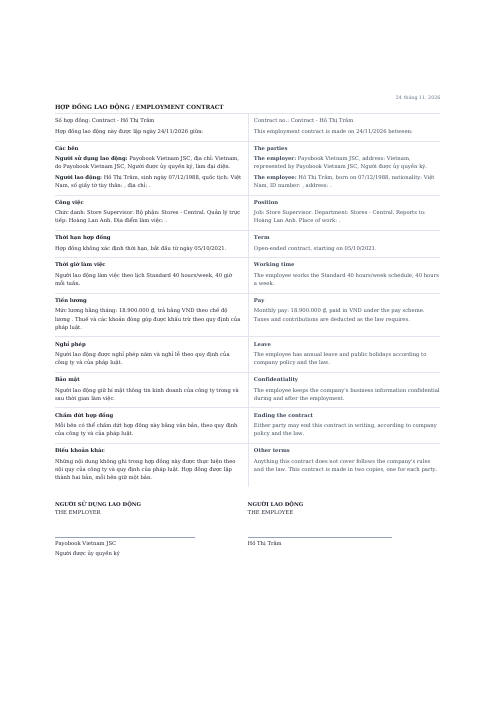 24 tháng 11, 2026
HỢP ĐỒNG LAO ĐỘNG / EMPLOYMENT CONTRACT
Số hợp đồng: Contract - Hồ Thị Trâm
Hợp đồng lao động này được lập ngày 24/11/2026 giữa:
Contract no.: Contract - Hồ Thị Trâm
This employment contract is made on 24/11/2026 between:
Các bên
Người sử dụng lao động: Payobook Vietnam JSC, địa chỉ: Vietnam,
do Payobook Vietnam JSC, Người được ủy quyền ký, làm đại diện.
Người lao động: Hồ Thị Trâm, sinh ngày 07/12/1988, quốc tịch: Việt
Nam, số giấy tờ tùy thân: , địa chỉ: .
The parties
The employer: Payobook Vietnam JSC, address: Vietnam,
represented by Payobook Vietnam JSC, Người được ủy quyền ký.
The employee: Hồ Thị Trâm, born on 07/12/1988, nationality: Việt
Nam, ID number: , address: .
Công việc
Chức danh: Store Supervisor. Bộ phận: Stores - Central. Quản lý trực
tiếp: Hoàng Lan Anh. Địa điểm làm việc: .
Position
Job: Store Supervisor. Department: Stores - Central. Reports to:
Hoàng Lan Anh. Place of work: .
Thời hạn hợp đồng
Hợp đồng không xác định thời hạn, bắt đầu từ ngày 05/10/2021.
Term
Open-ended contract, starting on 05/10/2021.
Thời giờ làm việc
Người lao động làm việc theo lịch Standard 40 hours/week, 40 giờ
mỗi tuần.
Working time
The employee works the Standard 40 hours/week schedule, 40 hours
a week.
Tiền lương
Mức lương hằng tháng: 18.900.000 ₫, trả bằng VND theo chế độ
lương . Thuế và các khoản đóng góp được khấu trừ theo quy định của
pháp luật.
Pay
Monthly pay: 18.900.000 ₫, paid in VND under the pay scheme.
Taxes and contributions are deducted as the law requires.
Nghỉ phép
Người lao động được nghỉ phép năm và nghỉ lễ theo quy định của
công ty và của pháp luật.
Leave
The employee has annual leave and public holidays according to
company policy and the law.
Bảo mật
Người lao động giữ bí mật thông tin kinh doanh của công ty trong và
sau thời gian làm việc.
Confidentiality
The employee keeps the company's business information confidential
during and after the employment.
Chấm dứt hợp đồng
Mỗi bên có thể chấm dứt hợp đồng này bằng văn bản, theo quy định
của công ty và của pháp luật.
Ending the contract
Either party may end this contract in writing, according to company
policy and the law.
Điều khoản khác
Những nội dung không ghi trong hợp đồng này được thực hiện theo
nội quy của công ty và quy định của pháp luật. Hợp đồng được lập
thành hai bản, mỗi bên giữ một bản.
Other terms
Anything this contract does not cover follows the company's rules
and the law. This contract is made in two copies, one for each party.
NGƯỜI SỬ DỤNG LAO ĐỘNG
THE EMPLOYER
NGƯỜI LAO ĐỘNG
THE EMPLOYEE
Payobook Vietnam JSC
Người được ủy quyền ký
Hồ Thị Trâm